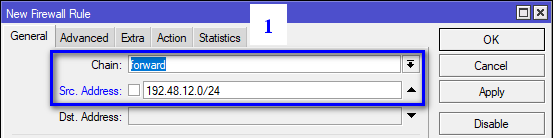 New Firewall Rule
General Advanced Extra Action Statistics
1
Chain: forward
Src. Address: 192.48.12.0/24
Dst. Address:
OK
Cancel
Apply
Disable